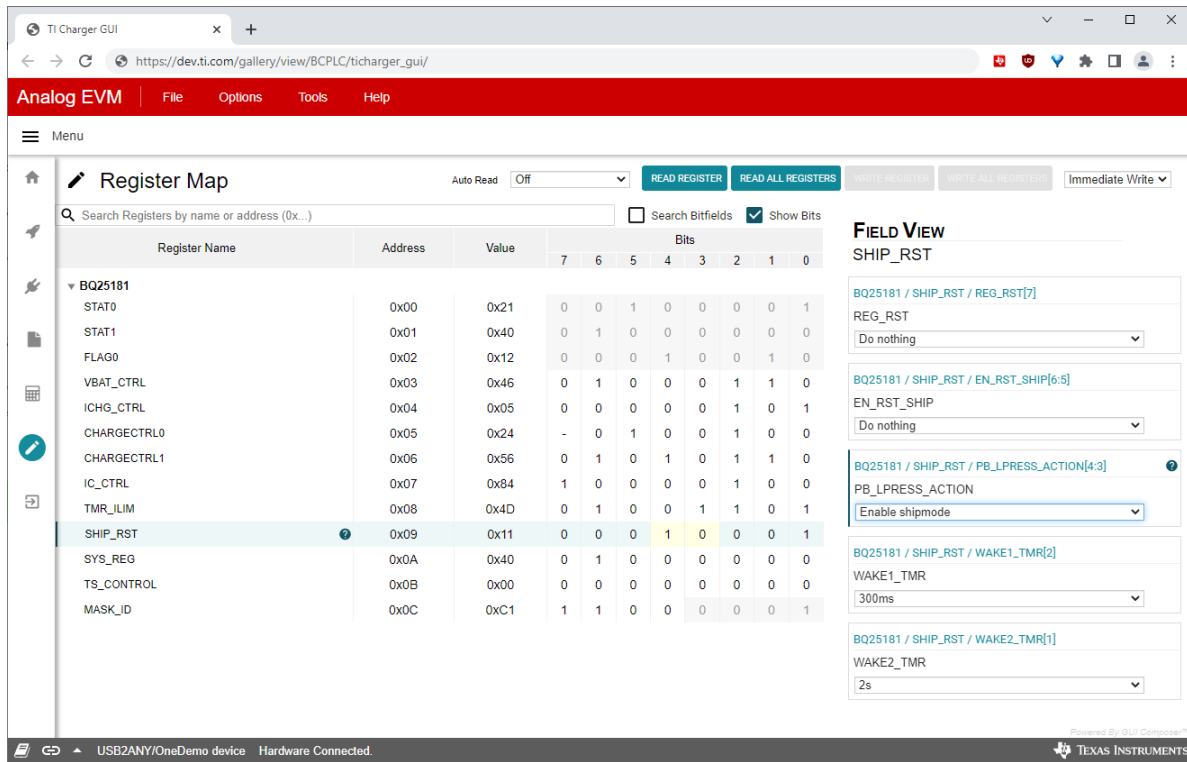 TI Charger GUI
https://dev.ti.com/gallery/view/BCPLC/ticharger_gui/
Analog EVM File Options Tools Help
Menu
Register Map Auto Read Off READ REGISTER READ ALL REGISTERS WRITE REGISTER WRITE ALL REGISTERS Immediate Write
Search Registers by name or address (0x...) Search Bitfields Show Bits
Register Name Address Value Bits
7 6 5 4 3 2 1 0
BQ25181
STAT0 0x00 0x21 0 0 1 0 0 0 0 1
STAT1 0x01 0x40 0 1 0 0 0 0 0 0
FLAG0 0x02 0x12 0 0 0 1 0 0 1 0
VBAT_CTRL 0x03 0x46 0 1 0 0 0 1 1 0
ICHG_CTRL 0x04 0x05 0 0 0 0 0 1 0 1
CHARGECTRL0 0x05 0x24 - 0 1 0 0 1 0 0
CHARGECTRL1 0x06 0x56 0 1 0 1 0 1 1 0
IC_CTRL 0x07 0x84 1 0 0 0 0 1 0 0
TMR_ILIM 0x08 0x4D 0 1 0 0 1 1 0 1
SHIP_RST ? 0x09 0x11 0 0 0 1 0 0 0 1
SYS_REG 0x0A 0x40 0 1 0 0 0 0 0 0
TS_CONTROL 0x0B 0x00 0 0 0 0 0 0 0 0
MASK_ID 0x0C 0xC1 1 1 0 0 0 0 0 1
FIELD VIEW
SHIP_RST
BQ25181 / SHIP_RST / REG_RST[7]
REG_RST
Do nothing
BQ25181 / SHIP_RST / EN_RST_SHIP[6:5]
EN_RST_SHIP
Do nothing
BQ25181 / SHIP_RST / PB_LPRESS_ACTION[4:3] ?
PB_LPRESS_ACTION
Enable shipmode
BQ25181 / SHIP_RST / WAKE1_TMR[2]
WAKE1_TMR
300ms
BQ25181 / SHIP_RST / WAKE2_TMR[1]
WAKE2_TMR
2s
Powered By GUI Composer™
USB2ANY/OneDemo device Hardware Connected.
TEXAS INSTRUMENTS